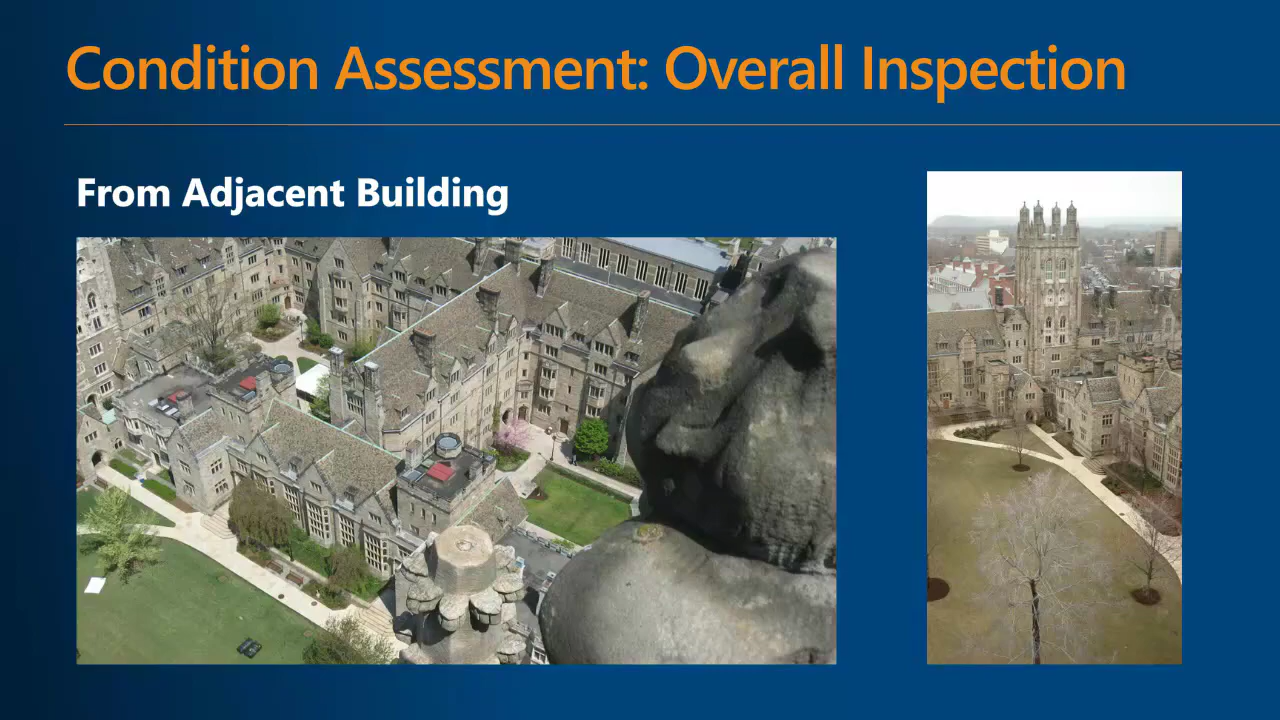 Condition Assessment: Overall Inspection
From Adjacent Building